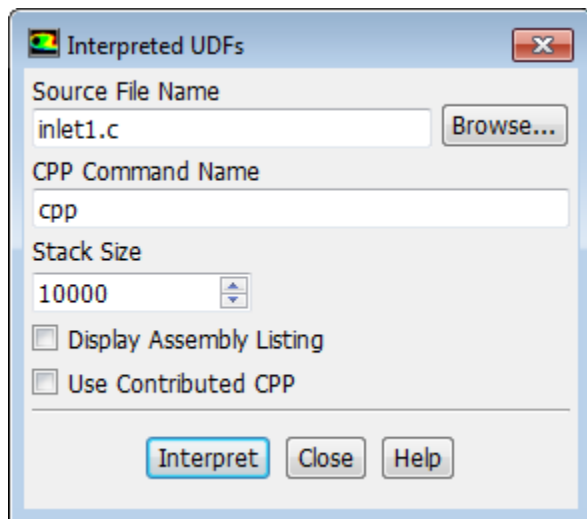 Interpreted UDFs
Source File Name
inlet1.c
Browse...
CPP Command Name
cpp
Stack Size
10000
Display Assembly Listing
Use Contributed CPP
Interpret Close Help